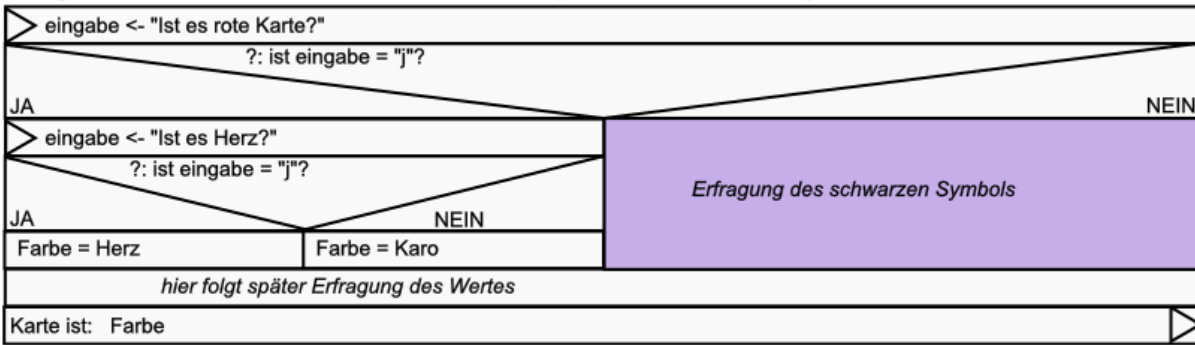 eingabe <- "Ist es rote Karte?"
?: ist eingabe = "j"?
JA
NEIN
eingabe <- "Ist es Herz?"
?: ist eingabe = "j"?
Erfragung des schwarzen Symbols
JA
NEIN
Farbe = Herz
Farbe = Karo
hier folgt später Erfragung des Wertes
Karte ist: Farbe